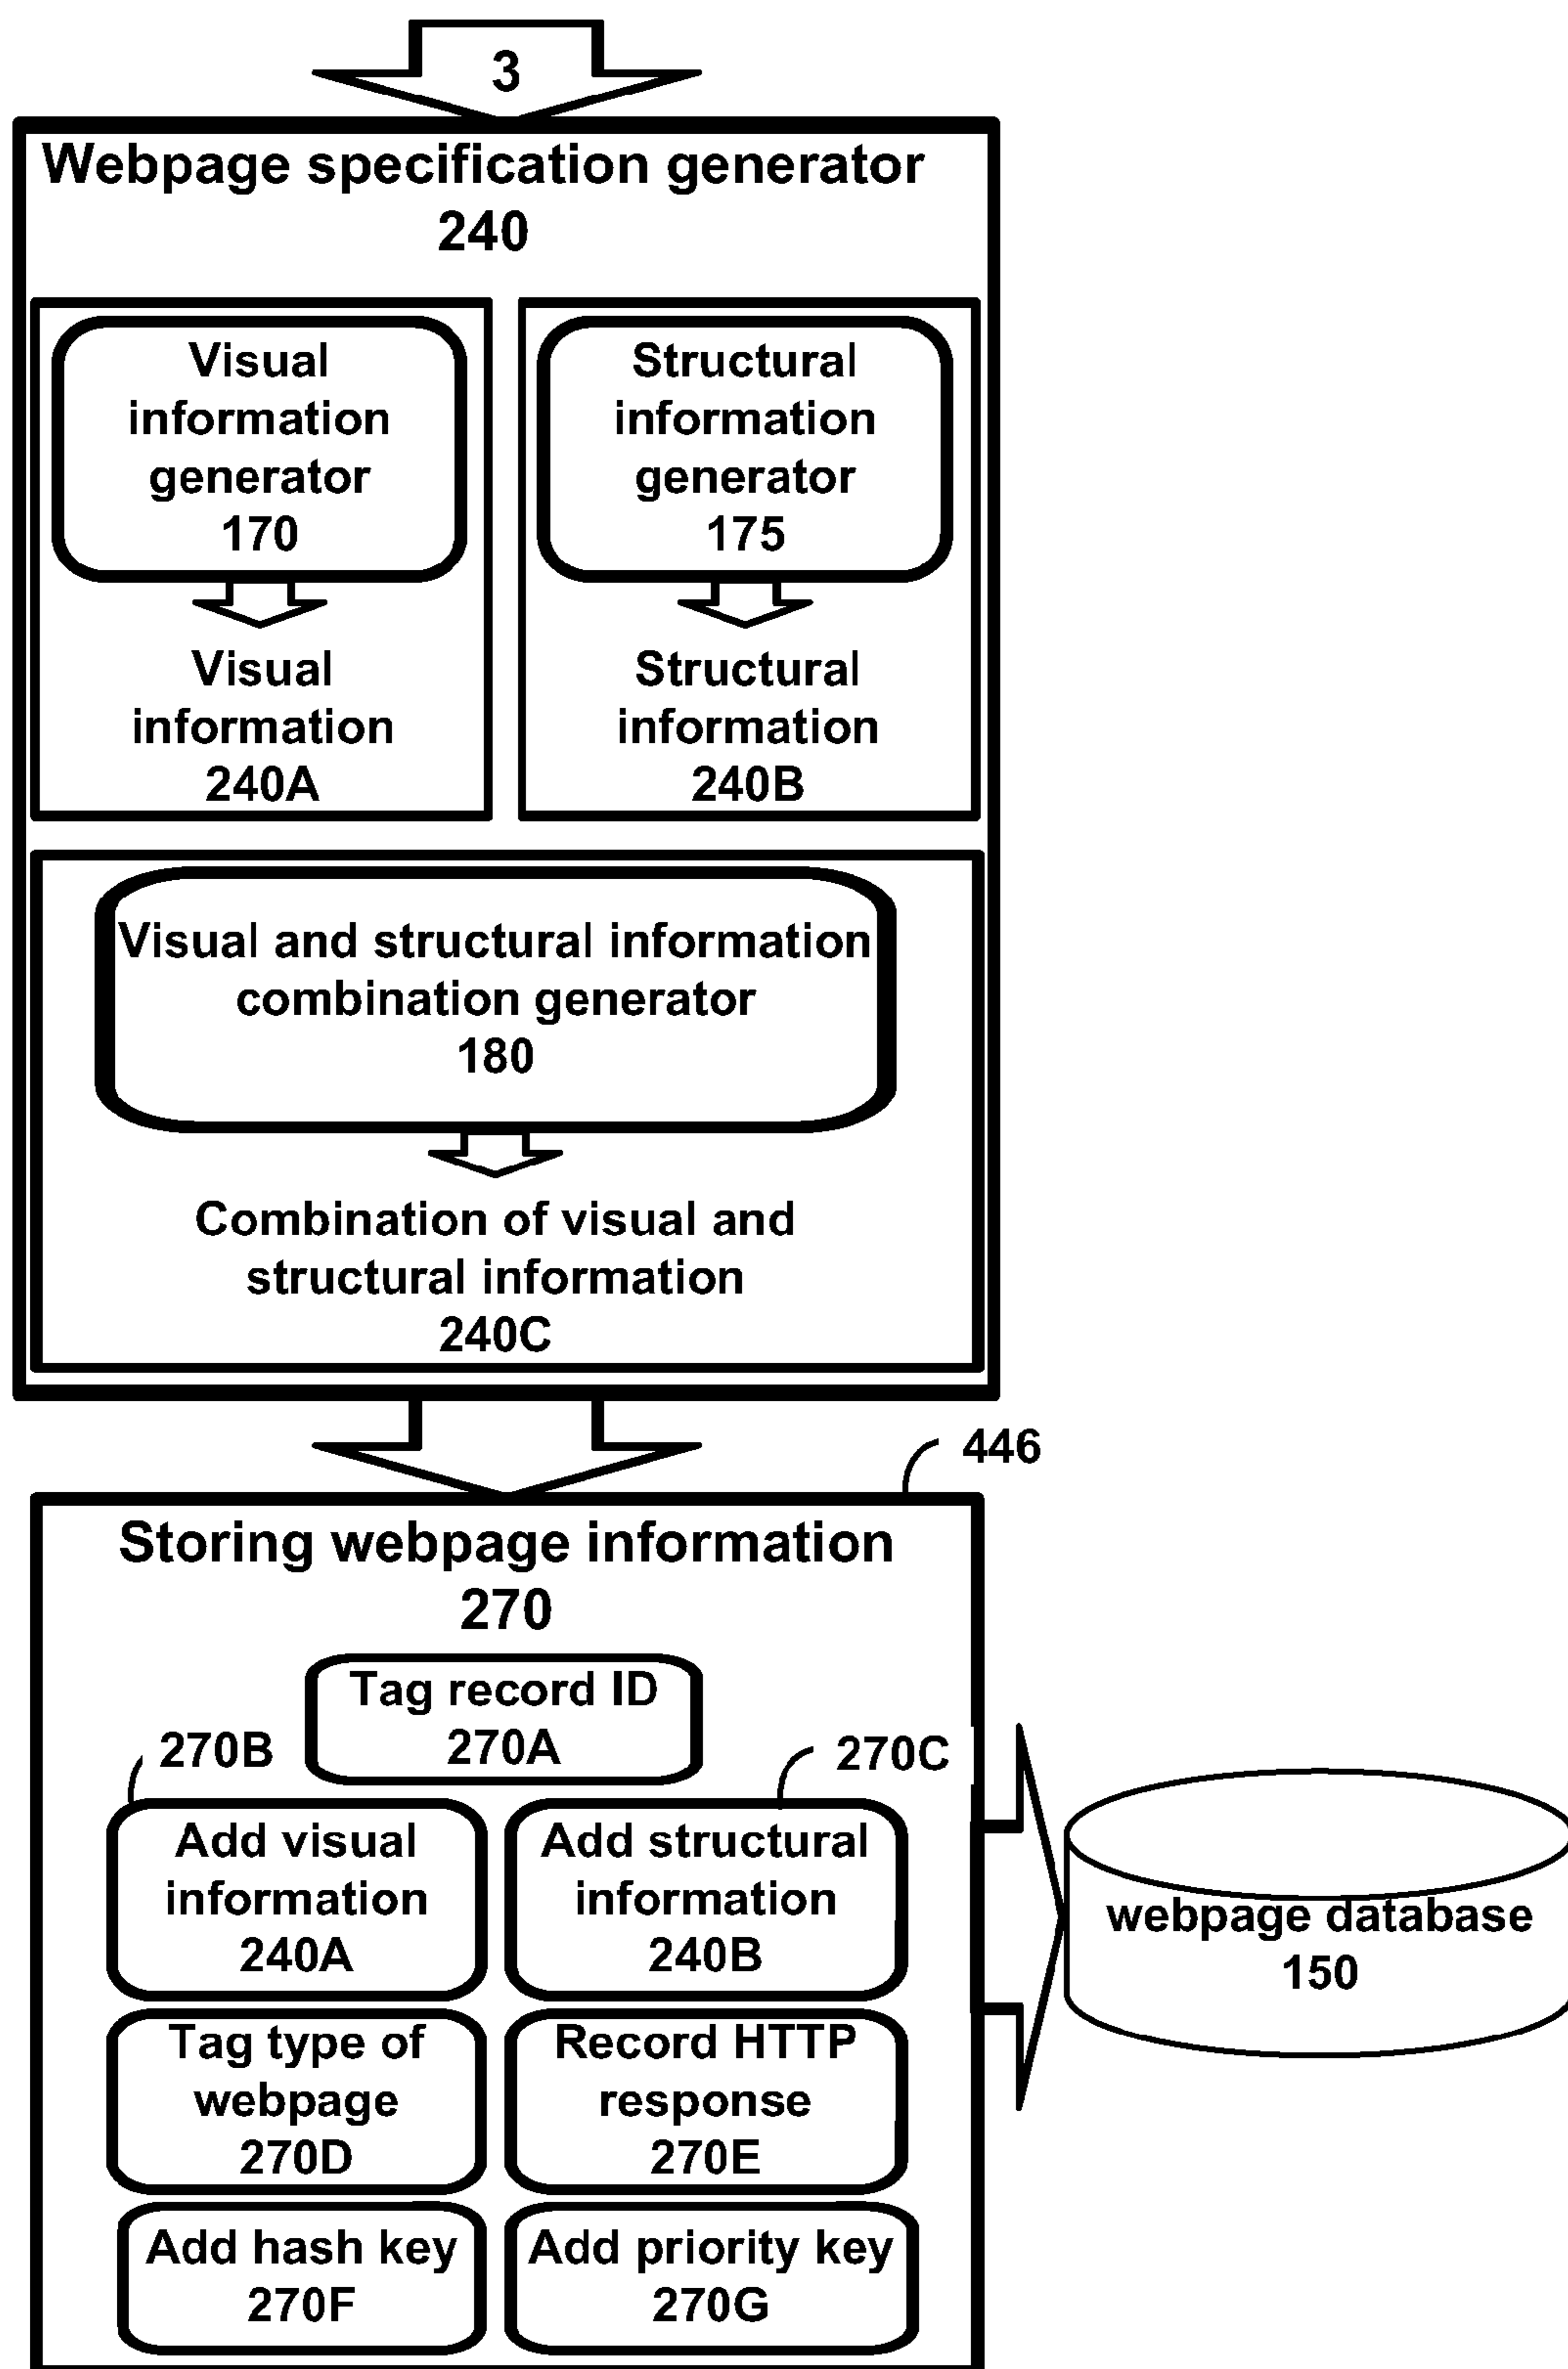 3
Webpage specification generator
240
Visual
information
generator
170
Visual
information
240A
Structural
information
generator
175
Structural
information
240B
Visual and structural information
combination generator
180
Combination of visual and
structural information
240C
446
Storing webpage information
270
Tag record ID
270A
270B
270C
Add visual
information
240A
Add structural
information
240B
Tag type of
webpage
270D
Record HTTP
response
270E
Add hash key
270F
Add priority key
270G
webpage database
150